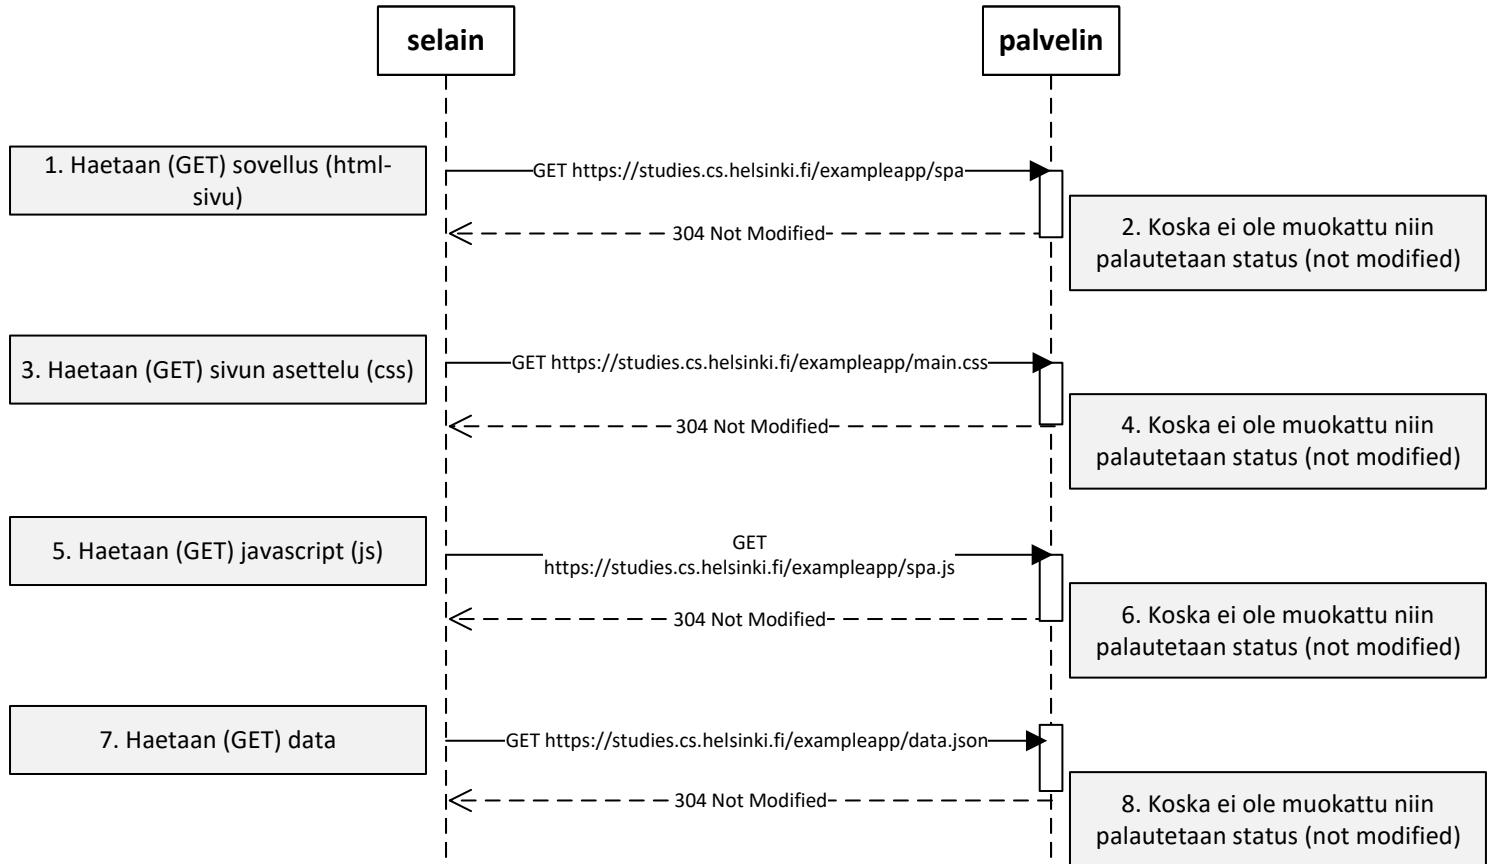 selain
palvelin
1. Haetaan (GET) sovellus (html-
sivu)
GET https://studies.cs.helsinki.fi/exampleapp/spa
304 Not Modified
2. Koska ei ole muokattu niin
palautetaan status (not modified)
3. Haetaan (GET) sivun asettelu (css)
GET https://studies.cs.helsinki.fi/exampleapp/main.css
304 Not Modified
4. Koska ei ole muokattu niin
palautetaan status (not modified)
5. Haetaan (GET) javascript (js)
GET
https://studies.cs.helsinki.fi/exampleapp/spa.js
304 Not Modified
6. Koska ei ole muokattu niin
palautetaan status (not modified)
7. Haetaan (GET) data
GET https://studies.cs.helsinki.fi/exampleapp/data.json
304 Not Modified
8. Koska ei ole muokattu niin
palautetaan status (not modified)